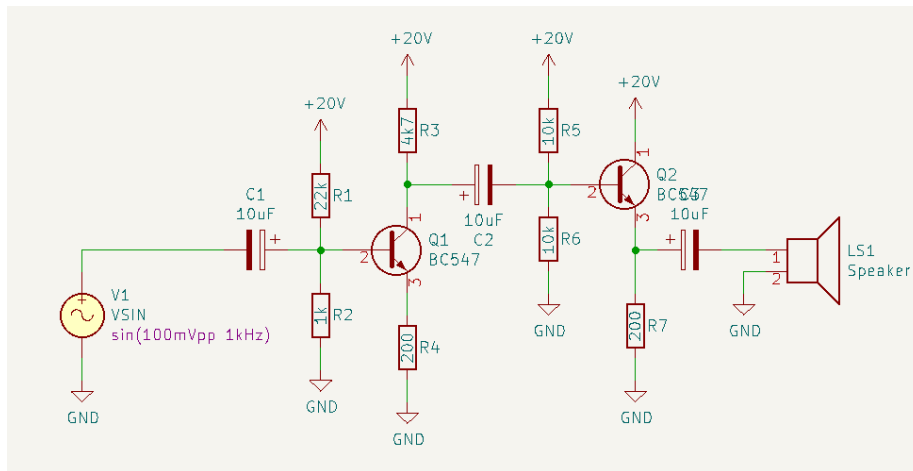 +20V
+20V
+20V
+20V
4k7
R3
10k
R5
1
Q2
BC547
2
3
C3
10uF
C1
10uF
+
22k
R1
+
10uF
C2
1
Q1
BC547
2
3
10k
R6
+
LS1
Speaker
1
2
V1
VSIN
sin(100mVpp 1kHz)
+
1k
R2
200
R4
200
R7
GND
GND
GND
GND
GND
GND